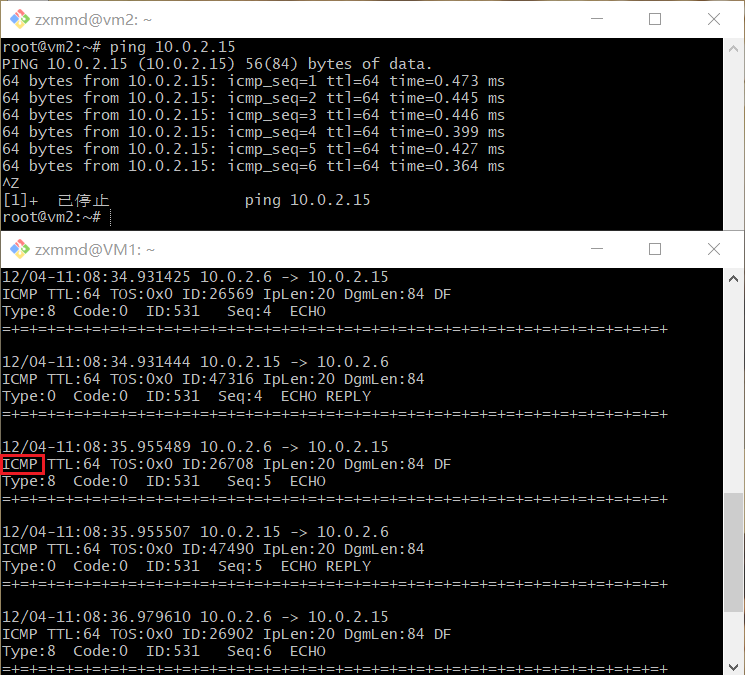 zxmmd@vm2: ~
root@vm2:~# ping 10.0.2.15
PING 10.0.2.15 (10.0.2.15) 56(84) bytes of data.
64 bytes from 10.0.2.15: icmp_seq=1 ttl=64 time=0.473 ms
64 bytes from 10.0.2.15: icmp_seq=2 ttl=64 time=0.445 ms
64 bytes from 10.0.2.15: icmp_seq=3 ttl=64 time=0.446 ms
64 bytes from 10.0.2.15: icmp_seq=4 ttl=64 time=0.399 ms
64 bytes from 10.0.2.15: icmp_seq=5 ttl=64 time=0.427 ms
64 bytes from 10.0.2.15: icmp_seq=6 ttl=64 time=0.364 ms
^Z
[1]+  已停止               ping 10.0.2.15
root@vm2:~#
zxmmd@VM1: ~
12/04-11:08:34.931425 10.0.2.6 -> 10.0.2.15
ICMP TTL:64 TOS:0x0 ID:26569 IpLen:20 DgmLen:84 DF
Type:8  Code:0  ID:531   Seq:4  ECHO
=+=+=+=+=+=+=+=+=+=+=+=+=+=+=+=+=+=+=+=+=+=+=+=+=+=+=+=+=+=+=+=+=+=+=+=+=+
12/04-11:08:34.931444 10.0.2.15 -> 10.0.2.6
ICMP TTL:64 TOS:0x0 ID:47316 IpLen:20 DgmLen:84
Type:0  Code:0  ID:531  Seq:4  ECHO REPLY
=+=+=+=+=+=+=+=+=+=+=+=+=+=+=+=+=+=+=+=+=+=+=+=+=+=+=+=+=+=+=+=+=+=+=+=+=+
12/04-11:08:35.955489 10.0.2.6 -> 10.0.2.15
ICMP TTL:64 TOS:0x0 ID:26708 IpLen:20 DgmLen:84 DF
Type:8  Code:0  ID:531   Seq:5  ECHO
=+=+=+=+=+=+=+=+=+=+=+=+=+=+=+=+=+=+=+=+=+=+=+=+=+=+=+=+=+=+=+=+=+=+=+=+=+
12/04-11:08:35.955507 10.0.2.15 -> 10.0.2.6
ICMP TTL:64 TOS:0x0 ID:47490 IpLen:20 DgmLen:84
Type:0  Code:0  ID:531  Seq:5  ECHO REPLY
=+=+=+=+=+=+=+=+=+=+=+=+=+=+=+=+=+=+=+=+=+=+=+=+=+=+=+=+=+=+=+=+=+=+=+=+=+
12/04-11:08:36.979610 10.0.2.6 -> 10.0.2.15
ICMP TTL:64 TOS:0x0 ID:26902 IpLen:20 DgmLen:84 DF
Type:8  Code:0  ID:531   Seq:6  ECHO
=+=+=+=+=+=+=+=+=+=+=+=+=+=+=+=+=+=+=+=+=+=+=+=+=+=+=+=+=+=+=+=+=+=+=+=+=+